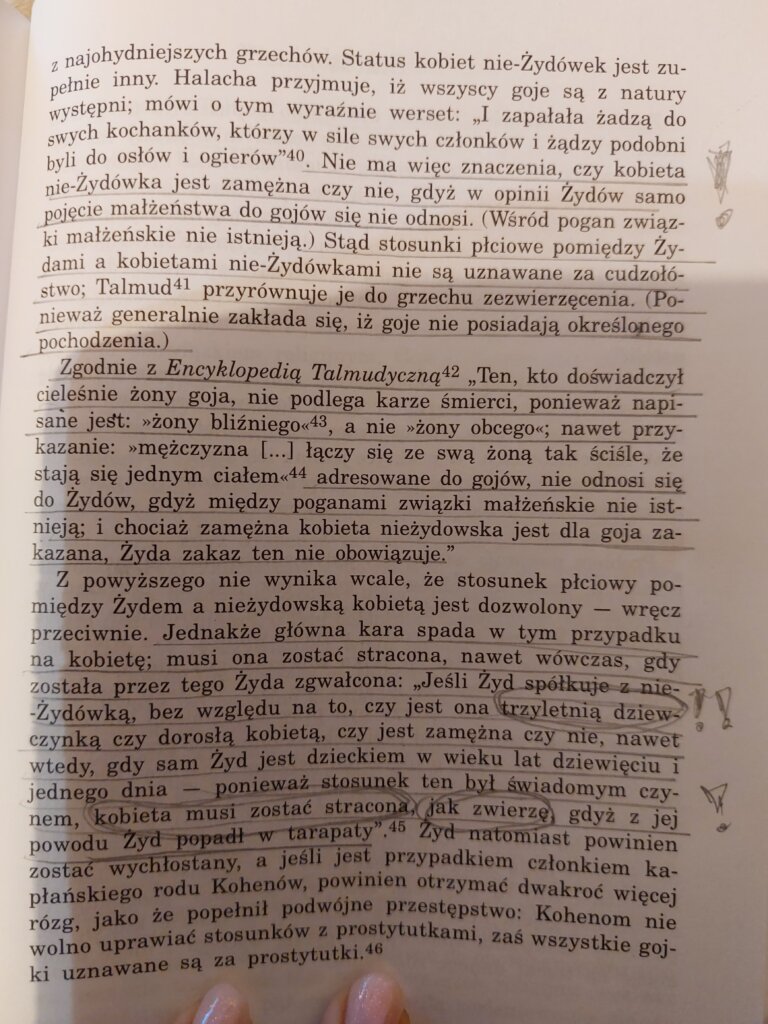 z najohydniejszych grzechów. Status kobiet nie-Żydówek jest zu-
pełnie inny. Halacha przyjmuje, iż wszyscy goje są z natury
występni; mówi o tym wyraźnie werset: „I zapałała żadzą do
swych kochanków, którzy w sile swych członków i żądzy podobni
byli do osłów i ogierów”40. Nie ma więc znaczenia, czy kobieta
nie-Żydówka jest zamężna czy nie, gdyż w opinii Żydów samo
pojęcie małżeństwa do gojów się nie odnosi. (Wśród pogan związ-
ki małżeńskie nie istnieją.) Stąd stosunki płciowe pomiędzy Ży-
dami a kobietami nie-Żydówkami nie są uznawane za cudzołó-
stwo; Talmud41 przyrównuje je do grzechu zezwierzęcenia. (Po-
nieważ generalnie zakłada się, iż goje nie posiadają określonego
pochodzenia.)
Zgodnie z Encyklopedią Talmudyczną42 „Ten, kto doświadczył
cieleśnie żony goja, nie podlega karze śmierci, ponieważ napi-
sane jest: »żony bliźniego«43, a nie »żony obcego«; nawet przy-
kazanie: »mężczyzna [...] łączy się ze swą żoną tak ściśle, że
stają się jednym ciałem«44 adresowane do gojów, nie odnosi się
do Żydów, gdyż między poganami związki małżeńskie nie ist-
nieją; i chociaż zamężna kobieta nieżydowska jest dla goja za-
kazana, Żyda zakaz ten nie obowiązuje.”
Z powyższego nie wynika wcale, że stosunek płciowy po-
między Żydem a nieżydowską kobietą jest dozwolony — wręcz
przeciwnie. Jednakże główna kara spada w tym przypadku
na kobietę; musi ona zostać stracona, nawet wówczas, gdy
została przez tego Żyda zgwałcona: „Jeśli Żyd spółkuje z nie-
-Żydówką, bez względu na to, czy jest ona trzyletnią dziew-
czynką czy dorosłą kobietą, czy jest zamężna czy nie, nawet
wtedy, gdy sam Żyd jest dzieckiem w wieku lat dziewięciu i
jednego dnia — ponieważ stosunek ten był świadomym czy-
nem, kobieta musi zostać stracona, jak zwierzę, gdyż z jej
powodu Żyd popadł w tarapaty”.45 Żyd natomiast powinien
zostać wychłostany, a jeśli jest przypadkiem członkiem ka-
płańskiego rodu Kohenów, powinien otrzymać dwakroć więcej
rózg, jako że popełnił podwójne przestępstwo: Kohenom nie
wolno uprawiać stosunków z prostytutkami, zaś wszystkie goj-
ki uznawane są za prostytutki.46